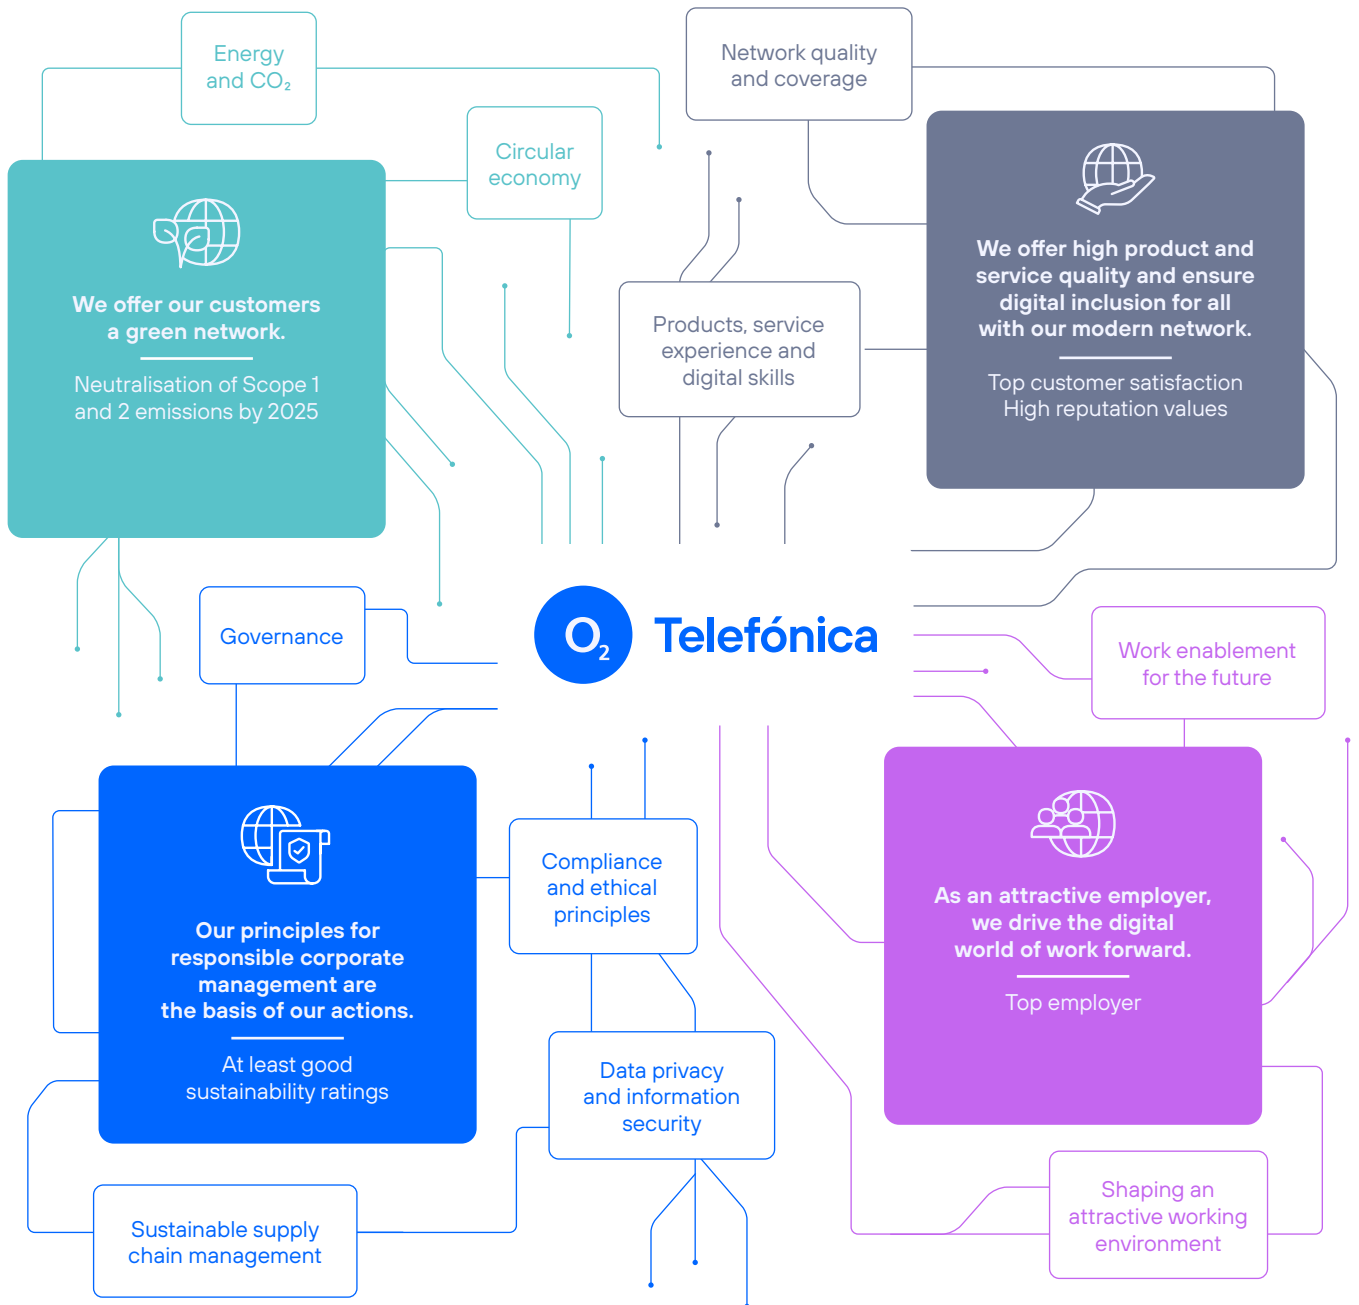 Energy
and CO₂
Network quality
and coverage
Circular
economy
We offer our customers
a green network.
Neutralisation of Scope 1
and 2 emissions by 2025
Products, service
experience and
digital skills
We offer high product and
service quality and ensure
digital inclusion for all
with our modern network.
Top customer satisfaction
High reputation values
Governance
O₂ Telefónica
Work enablement
for the future
Our principles for
responsible corporate
management are
the basis of our actions.
At least good
sustainability ratings
Compliance
and ethical
principles
As an attractive employer,
we drive the digital
world of work forward.
Top employer
Data privacy
and information
security
Sustainable supply
chain management
Shaping an
attractive working
environment